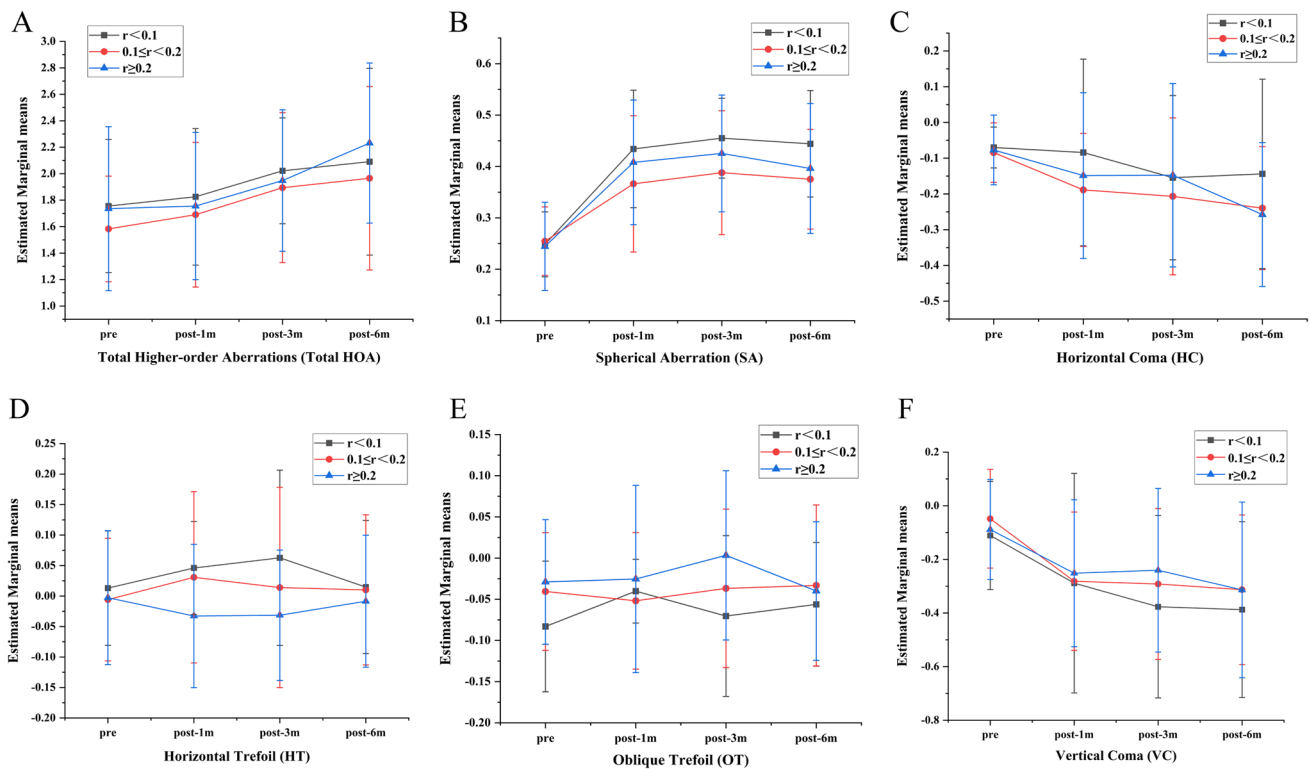 A
r<0.1
0.1≤r<0.2
r≥0.2
Estimated Marginal means
3.0
2.8
2.6
2.4
2.2
2.0
1.8
1.6
1.4
1.2
1.0
pre
post-1m
post-3m
post-6m
Total Higher-order Aberrations (Total HOA)
B
r<0.1
0.1≤r<0.2
r≥0.2
Estimated Marginal means
0.6
0.5
0.4
0.3
0.2
0.1
pre
post-1m
post-3m
post-6m
Spherical Aberration (SA)
C
r<0.1
0.1≤r<0.2
r≥0.2
Estimated Marginal means
0.2
0.1
0.0
-0.1
-0.2
-0.3
-0.4
-0.5
pre
post-1m
post-3m
post-6m
Horizontal Coma (HC)
D
r<0.1
0.1≤r<0.2
r≥0.2
Estimated Marginal means
0.25
0.20
0.15
0.10
0.05
0.00
-0.05
-0.10
-0.15
-0.20
pre
post-1m
post-3m
post-6m
Horizontal Trefoil (HT)
E
r<0.1
0.1≤r<0.2
r≥0.2
Estimated Marginal means
0.15
0.10
0.05
0.00
-0.05
-0.10
-0.15
-0.20
pre
post-1m
post-3m
post-6m
Oblique Trefoil (OT)
F
r<0.1
0.1≤r<0.2
r≥0.2
Estimated Marginal means
0.2
0.0
-0.2
-0.4
-0.6
-0.8
pre
post-1m
post-3m
post-6m
Vertical Coma (VC)